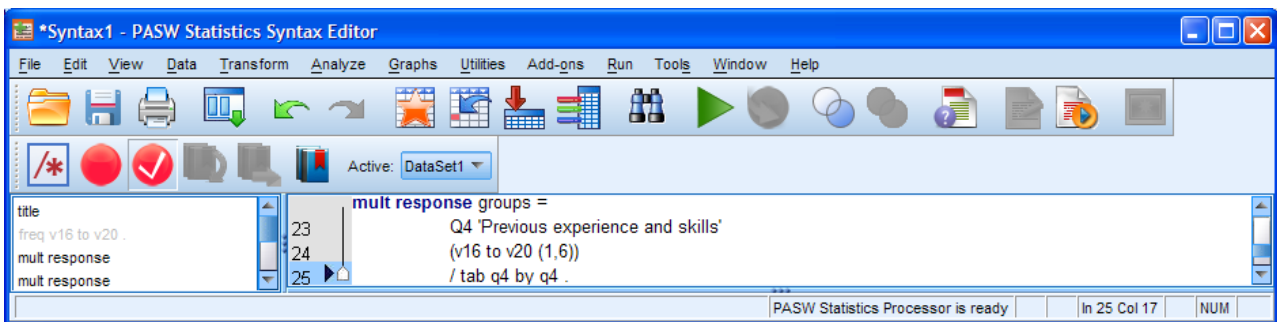 *Syntax1 - PASW Statistics Syntax Editor
File Edit View Data Transform Analyze Graphs Utilities Add-ons Run Tools Window Help
/*
Active: DataSet1
title
freq v16 to v20 .
mult response
mult response
mult response groups =
23 Q4 'Previous experience and skills'
24 (v16 to v20 (1,6))
25 / tab q4 by q4 .
PASW Statistics Processor is ready In 25 Col 17 NUM